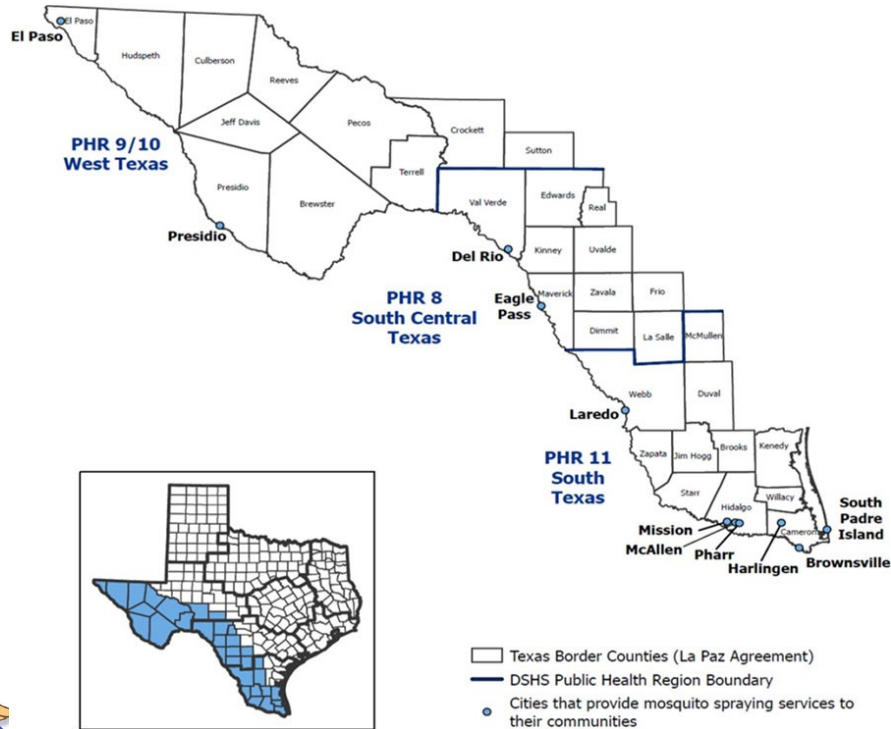 El Paso
El Paso
Hudspeth
Culberson
Reeves
Jeff Davis
Pecos
Crockett
Sutton
PHR 9/10
West Texas
Terrell
Presidio
Brewster
Val Verde
Edwards
Real
Presidio
Del Rio
Kinney
Uvalde
PHR 8
South Central
Texas
Eagle
Pass
Maverick
Zavala
Frio
Dimmit
La Salle
McMullen
Webb
Duval
Laredo
PHR 11
South
Texas
Zapata
Jim Hogg
Brooks
Kenedy
Starr
Hidalgo
Willacy
Cameron
South
Padre
Island
Mission
McAllen
Pharr
Harlingen
Brownsville
Texas Border Counties (La Paz Agreement)
DSHS Public Health Region Boundary
Cities that provide mosquito spraying services to
their communities